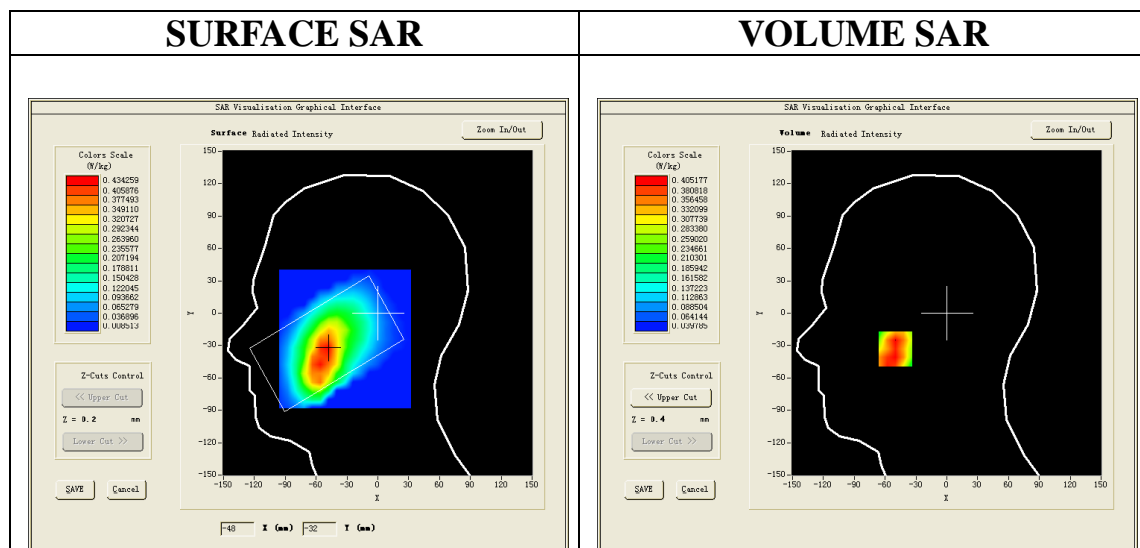 SURFACE SAR
VOLUME SAR
SAR Visualisation Graphical Interface
Surface Radiated Intensity
Zoom In/Out
Colors Scale
(W/kg)
0.434259
0.405876
0.377493
0.349110
0.320727
0.292344
0.263960
0.235577
0.207194
0.178811
0.150428
0.122045
0.093662
0.065279
0.036896
0.008513
150
120
90
60
30
0
-30
-60
-90
-120
-150
Y
-150 -120 -90 -60 -30 0 30 60 90 120 150
X
Z-Cuts Control
<< Upper Cut
Z = 0.2 mm
Lower Cut >>
SAVE
Cancel
-48 X (mm) -32 Y (mm)
SAR Visualisation Graphical Interface
Volume Radiated Intensity
Zoom In/Out
Colors Scale
(W/kg)
0.405177
0.380818
0.356458
0.332099
0.307739
0.283380
0.259020
0.234661
0.210301
0.185942
0.161582
0.137223
0.112863
0.088504
0.064144
0.039785
150
120
90
60
30
0
-30
-60
-90
-120
-150
Y
-150 -120 -90 -60 -30 0 30 60 90 120 150
X
Z-Cuts Control
<< Upper Cut
Z = 0.4 mm
Lower Cut >>
SAVE
Cancel